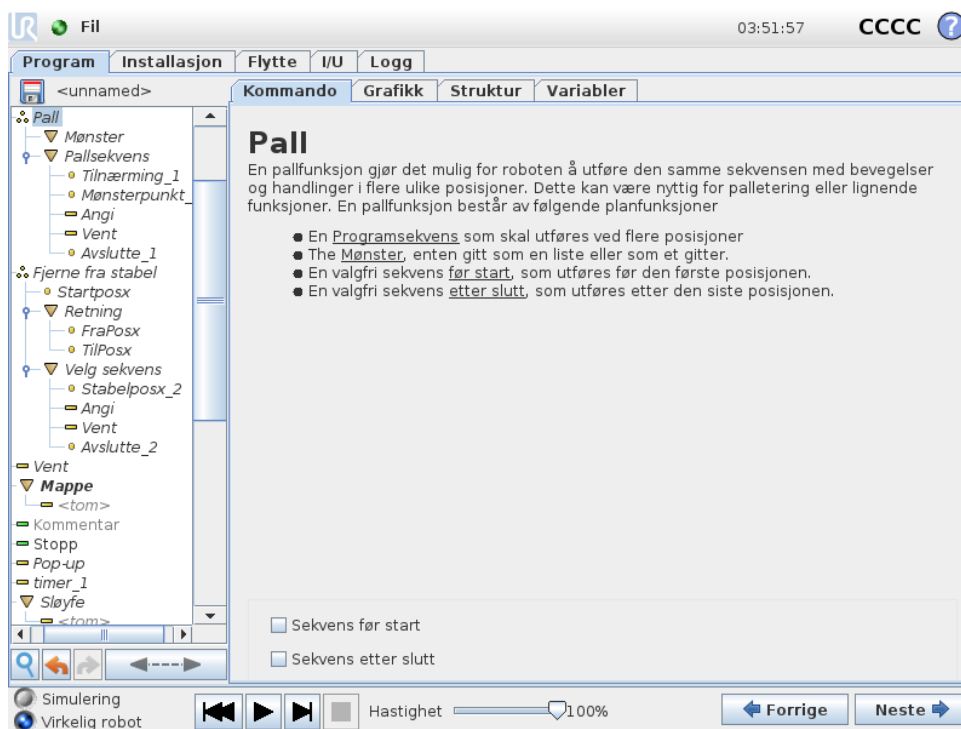 UR Fil 03:51:57 CCCC ?
Program Installasjon Flytte I/U Logg
<unnamed>
Kommando Grafikk Struktur Variabler
Pall
Mønster
Pallsekvens
Tilnærming_1
Mønsterpunkt_
Angi
Vent
Avslutte_1
Fjerne fra stabel
Startposx
Retning
FraPosx
TilPosx
Velg sekvens
Stabelposx_2
Angi
Vent
Avslutte_2
Vent
Mappe
<tom>
Kommentar
Stopp
Pop-up
timer_1
Sløyfe
<tom>
Pall
En pallfunksjon gjør det mulig for roboten å utføre den samme sekvensen med bevegelser
og handlinger i flere ulike posisjoner. Dette kan være nyttig for palletering eller lignende
funksjoner. En pallfunksjon består av følgende planfunksjoner
● En Programsekvens som skal utføres ved flere posisjoner
● The Mønster, enten gitt som en liste eller som et gitter.
● En valgfri sekvens før start, som utføres før den første posisjonen.
● En valgfri sekvens etter slutt, som utføres etter den siste posisjonen.
Sekvens før start
Sekvens etter slutt
Simulering
Virkelig robot
Hastighet 100%
Forrige Neste